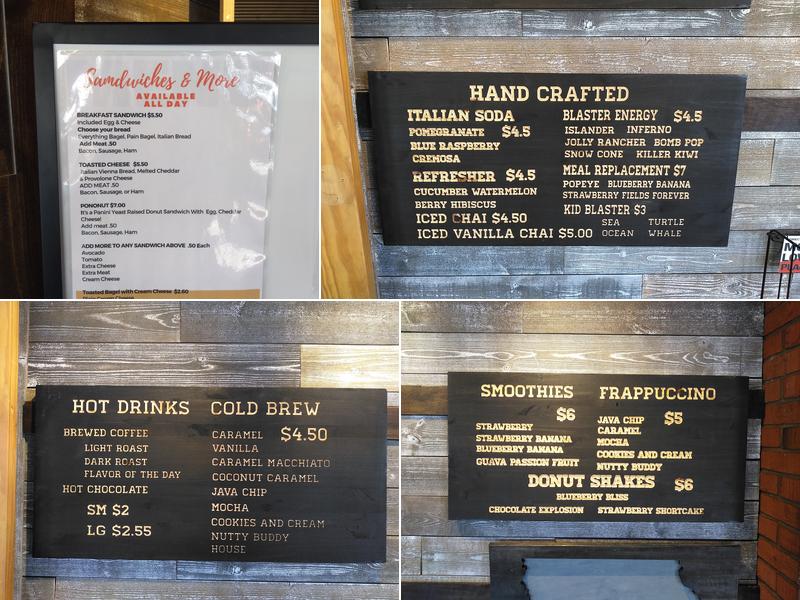 Sandwiches & More
AVAILABLE
ALL DAY
BREAKFAST SANDWICH $5.50
Included Egg & Cheese
Choose your bread
Everything Bagel, Pain Bagel, Italian Bread
Add Meat .50
Bacon, Sausage, Ham
TOASTED CHEESE $5.50
Italian Vienna Bread, Melted Cheddar
& Provolone Cheese
ADD MEAT .50
Bacon, Sausage, or Ham
PONONUT $7.00
It's a Panini Yeast Raised Donut Sandwich With Egg, Cheddar
Cheese!
Add meat .50
Bacon, Sausage, Ham
ADD MORE TO ANY SANDWICH ABOVE .50 Each
Avocado
Tomato
Extra Cheese
Extra Meat
Cream Cheese
Toasted Bagel with Cream Cheese $2.60
HAND CRAFTED
ITALIAN SODA
POMEGRANATE $4.5
BLUE RASPBERRY
CREMOSA
REFRESHER $4.5
CUCUMBER WATERMELON
BERRY HIBISCUS
ICED CHAI $4.50
ICED VANILLA CHAI $5.00
BLASTER ENERGY $4.5
ISLANDER INFERNO
JOLLY RANCHER BOMB POP
SNOW CONE KILLER KIWI
MEAL REPLACEMENT $7
POPEYE BLUEBERRY BANANA
STRAWBERRY FIELDS FOREVER
KID BLASTER $3
SEA TURTLE
OCEAN WHALE
HOT DRINKS
BREWED COFFEE
LIGHT ROAST
DARK ROAST
FLAVOR OF THE DAY
HOT CHOCOLATE
SM $2
LG $2.55
COLD BREW
CARAMEL $4.50
VANILLA
CARAMEL MACCHIATO
COCONUT CARAMEL
JAVA CHIP
MOCHA
COOKIES AND CREAM
NUTTY BUDDY
HOUSE
SMOOTHIES
$6
STRAWBERRY
STRAWBERRY BANANA
BLUEBERRY BANANA
GUAVA PASSION FRUIT
FRAPPUCCINO
JAVA CHIP $5
CARAMEL
MOCHA
COOKIES AND CREAM
NUTTY BUDDY
DONUT SHAKES $6
BLUEBERRY BLISS
CHOCOLATE EXPLOSION STRAWBERRY SHORTCAKE